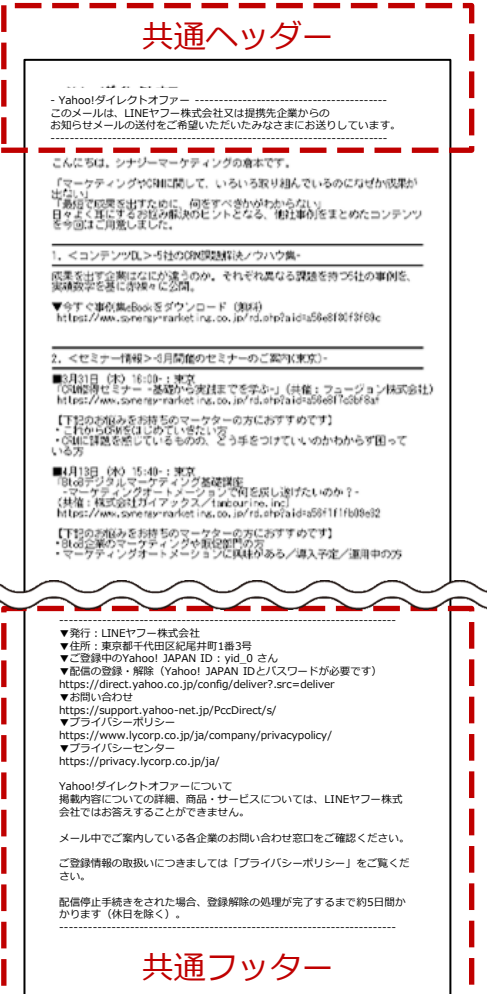 共通ヘッダー
- Yahoo!ダイレクトオファー ----------------------------------------
このメールは、LINEヤフー株式会社又は提携先企業からの
お知らせメールの送付をご希望いただいたみなさまにお送りしています。
----------------------------------------------------------------------
こんにちは。シナジーマーケティングの倉本です。
「マーケティングやCRMに関して、いろいろ取り組んでいるのになぜか成果が
出ない」
「最短で成果を出すために、何をすべきかがわからない」
日々よく耳にするお悩み解決のヒントとなる、他社事例をまとめたコンテンツ
を今回はご用意しました。
1. <コンテンツDL>-5社のCRM課題解決ノウハウ集-
成果を出す企業はなにが違うのか。それぞれ異なる課題を持つ5社の事例を、
実績数字を基に赤裸々に公開。
▼今すぐ事例集eBookをダウンロード（無料）
2. <セミナー情報>-3月開催のセミナーのご案内(東京)-
■3月31日（木）16:00-：東京
「CRM獲得セミナー -基礎から実践までを学ぶ-」(共催：フュージョン株式会社)
【下記のお悩みをお持ちのマーケターの方におすすめです】
・これからCRMをはじめていきたい方
・CRMに課題を感じているものの、どう手をつけていいのかわからず困って
いる方
■4月13日（水）15:40-：東京
「BtoBデジタルマーケティング基礎講座
-マーケティングオートメーションで何を成し遂げたいのか？-
(共催：株式会社ガイアックス／tambourine,inc)
【下記のお悩みをお持ちのマーケターの方におすすめです】
・BtoB企業のマーケティングや販促部門の方
・マーケティングオートメーションに興味がある／導入予定／運用中の方
----------------------------------------------------------------------
▼発行：LINEヤフー株式会社
▼住所：東京都千代田区紀尾井町1番3号
▼ご登録中のYahoo! JAPAN ID：yid_0 さん
▼配信の登録・解除（Yahoo! JAPAN IDとパスワードが必要です）
https://direct.yahoo.co.jp/config/deliver?.src=deliver
▼お問い合わせ
https://support.yahoo-net.jp/PccDirect/s/
▼プライバシーポリシー
https://www.lycorp.co.jp/ja/company/privacypolicy/
▼プライバシーセンター
https://privacy.lycorp.co.jp/ja/
Yahoo!ダイレクトオファーについて
掲載内容についての詳細、商品・サービスについては、LINEヤフー株式
会社ではお答えすることができません。
メール中でご案内している各企業のお問い合わせ窓口をご確認ください。
ご登録情報の取扱いにつきましては「プライバシーポリシー」をご覧くだ
さい。
配信停止手続きをされた場合、登録解除の処理が完了するまで約5日間か
かります（休日を除く）。
----------------------------------------------------------------------
共通フッター